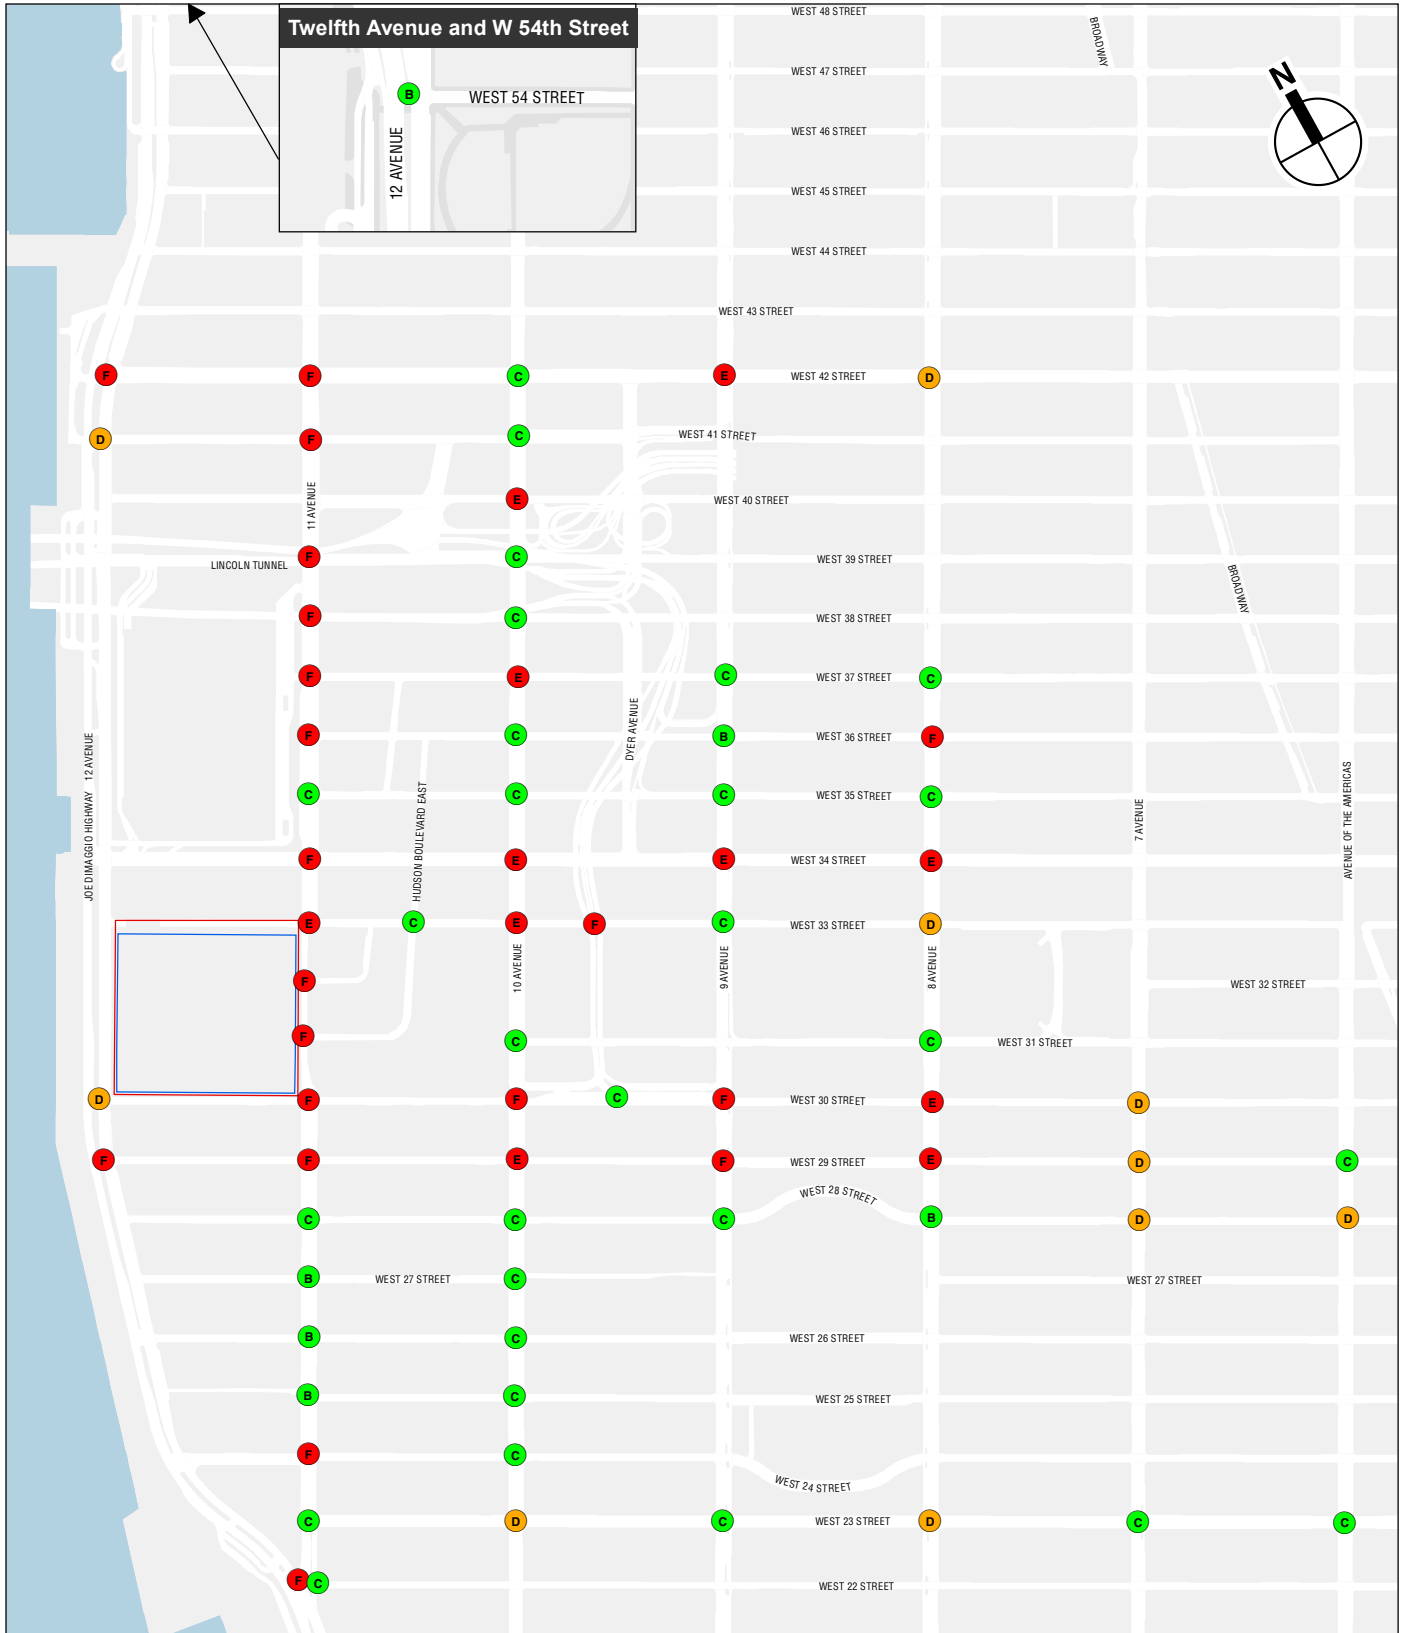 WEST 48 STREET
BROADWAY
Twelfth Avenue and W 54th Street
WEST 47 STREET
N
B
WEST 54 STREET
12 AVENUE
WEST 46 STREET
WEST 45 STREET
WEST 44 STREET
WEST 43 STREET
F
F
C
E
WEST 42 STREET
D
D
F
C
WEST 41 STREET
11 AVENUE
E
WEST 40 STREET
LINCOLN TUNNEL
F
C
WEST 39 STREET
BROADWAY
F
C
WEST 38 STREET
F
E
C
WEST 37 STREET
C
DYER AVENUE
F
C
B
WEST 36 STREET
F
JOE DIMAGGIO HIGHWAY 12 AVENUE
HUDSON BOULEVARD EAST
C
C
C
WEST 35 STREET
C
7 AVENUE
AVENUE OF THE AMERICAS
F
E
E
WEST 34 STREET
E
E
C
E
F
C
WEST 33 STREET
D
10 AVENUE
9 AVENUE
8 AVENUE
F
WEST 32 STREET
F
C
C
WEST 31 STREET
D
F
F
C
F
WEST 30 STREET
E
D
F
F
E
F
WEST 29 STREET
E
D
C
C
C
C
WEST 28 STREET
B
D
D
B
WEST 27 STREET
C
WEST 27 STREET
B
C
WEST 26 STREET
B
C
WEST 25 STREET
F
C
WEST 24 STREET
C
D
C
WEST 23 STREET
D
C
C
F
C
WEST 22 STREET